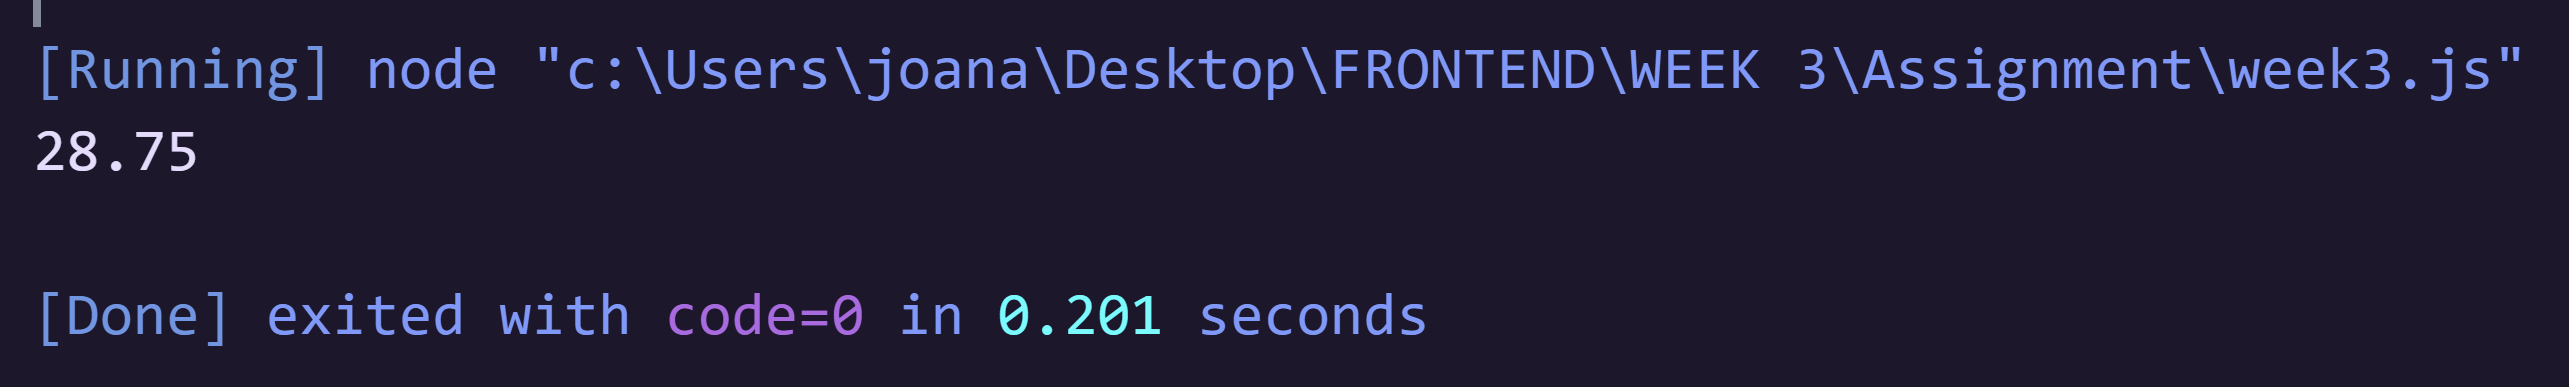 [Running] node "c:\Users\joana\Desktop\FRONTEND\WEEK 3\Assignment\week3.js"
28.75
[Done] exited with code=0 in 0.201 seconds